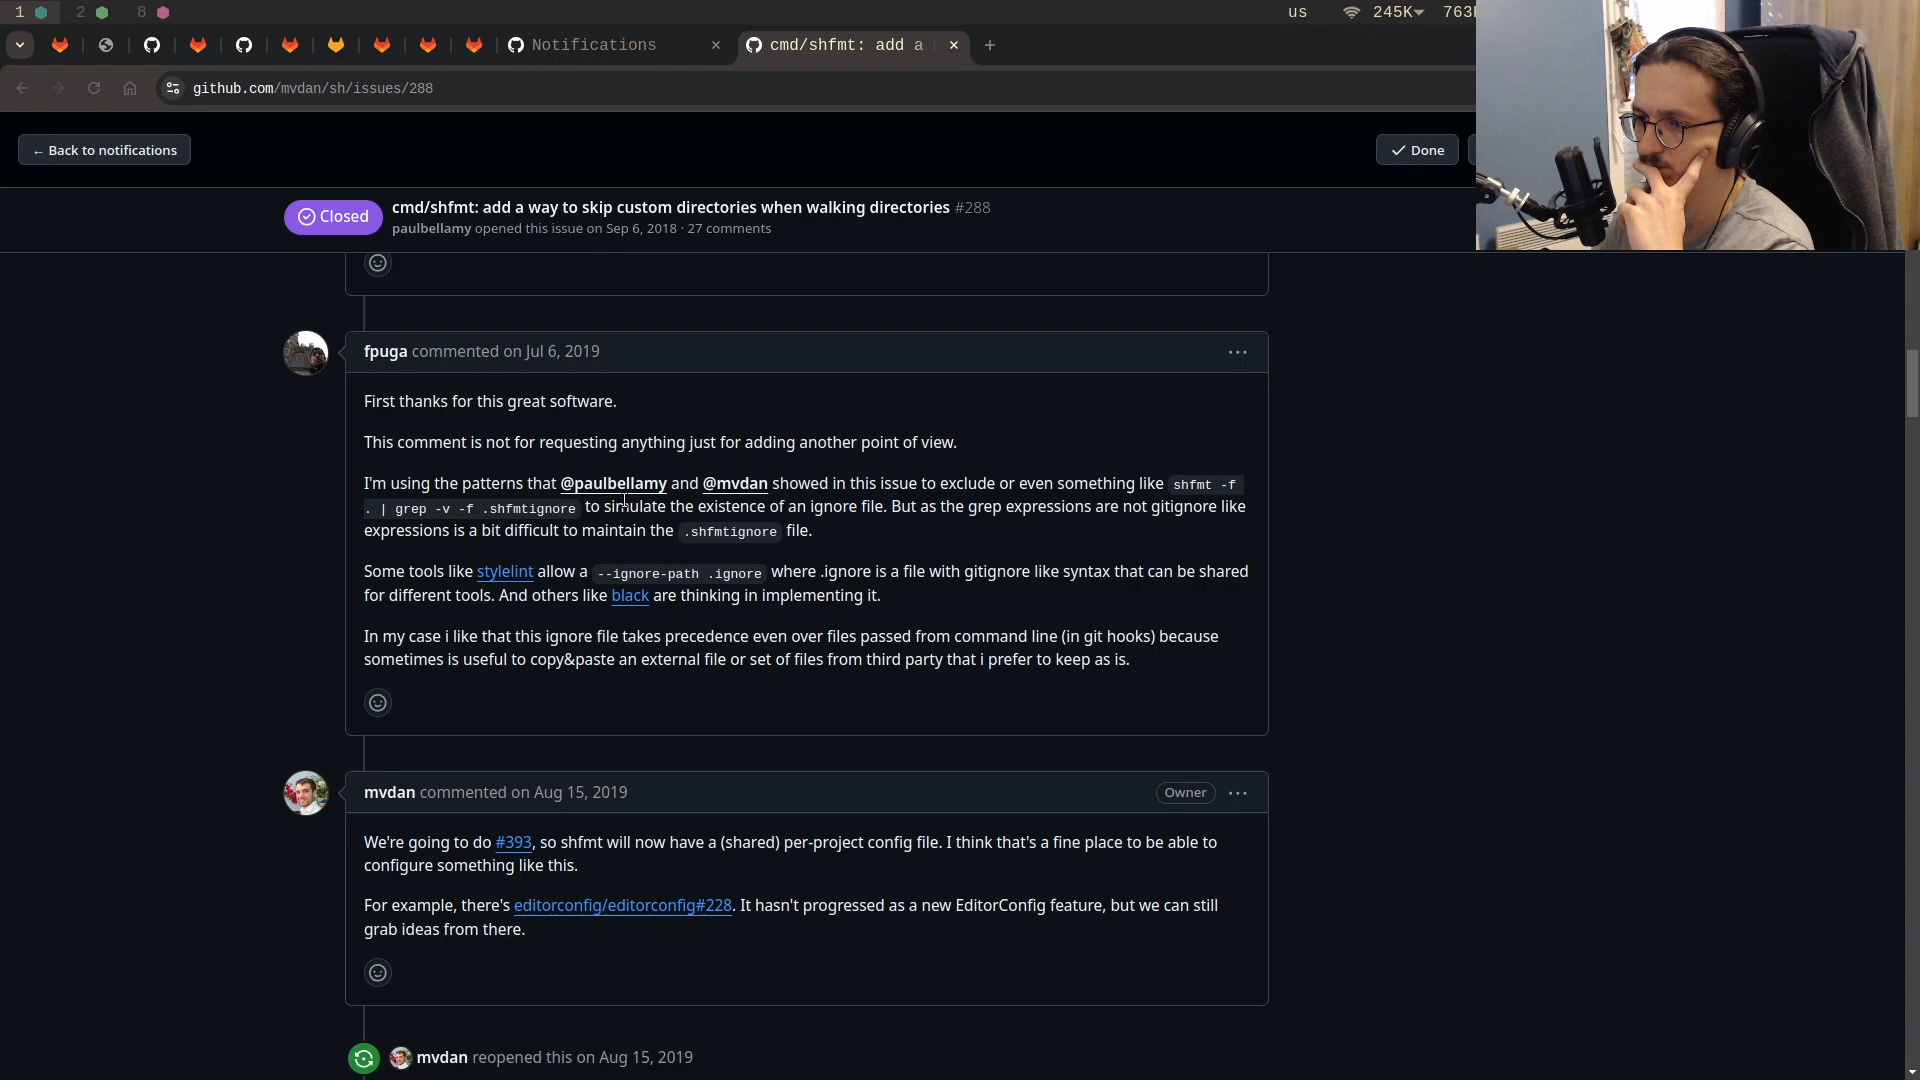 1 2 8 us 245K 763
Notifications × cmd/shfmt: add a × +
github.com/mvdan/sh/issues/288
← Back to notifications
Done
Closed
cmd/shfmt: add a way to skip custom directories when walking directories #288
paulbellamy opened this issue on Sep 6, 2018 · 27 comments
fpuga commented on Jul 6, 2019
First thanks for this great software.
This comment is not for requesting anything just for adding another point of view.
I'm using the patterns that @paulbellamy and @mvdan showed in this issue to exclude or even something like shfmt -f
. | grep -v -f .shfmtignore to simulate the existence of an ignore file. But as the grep expressions are not gitignore like
expressions is a bit difficult to maintain the .shfmtignore file.
Some tools like stylelint allow a --ignore-path .ignore where .ignore is a file with gitignore like syntax that can be shared
for different tools. And others like black are thinking in implementing it.
In my case i like that this ignore file takes precedence even over files passed from command line (in git hooks) because
sometimes is useful to copy&paste an external file or set of files from third party that i prefer to keep as is.
mvdan commented on Aug 15, 2019
Owner
We're going to do #393, so shfmt will now have a (shared) per-project config file. I think that's a fine place to be able to
configure something like this.
For example, there's editorconfig/editorconfig#228. It hasn't progressed as a new EditorConfig feature, but we can still
grab ideas from there.
mvdan reopened this on Aug 15, 2019